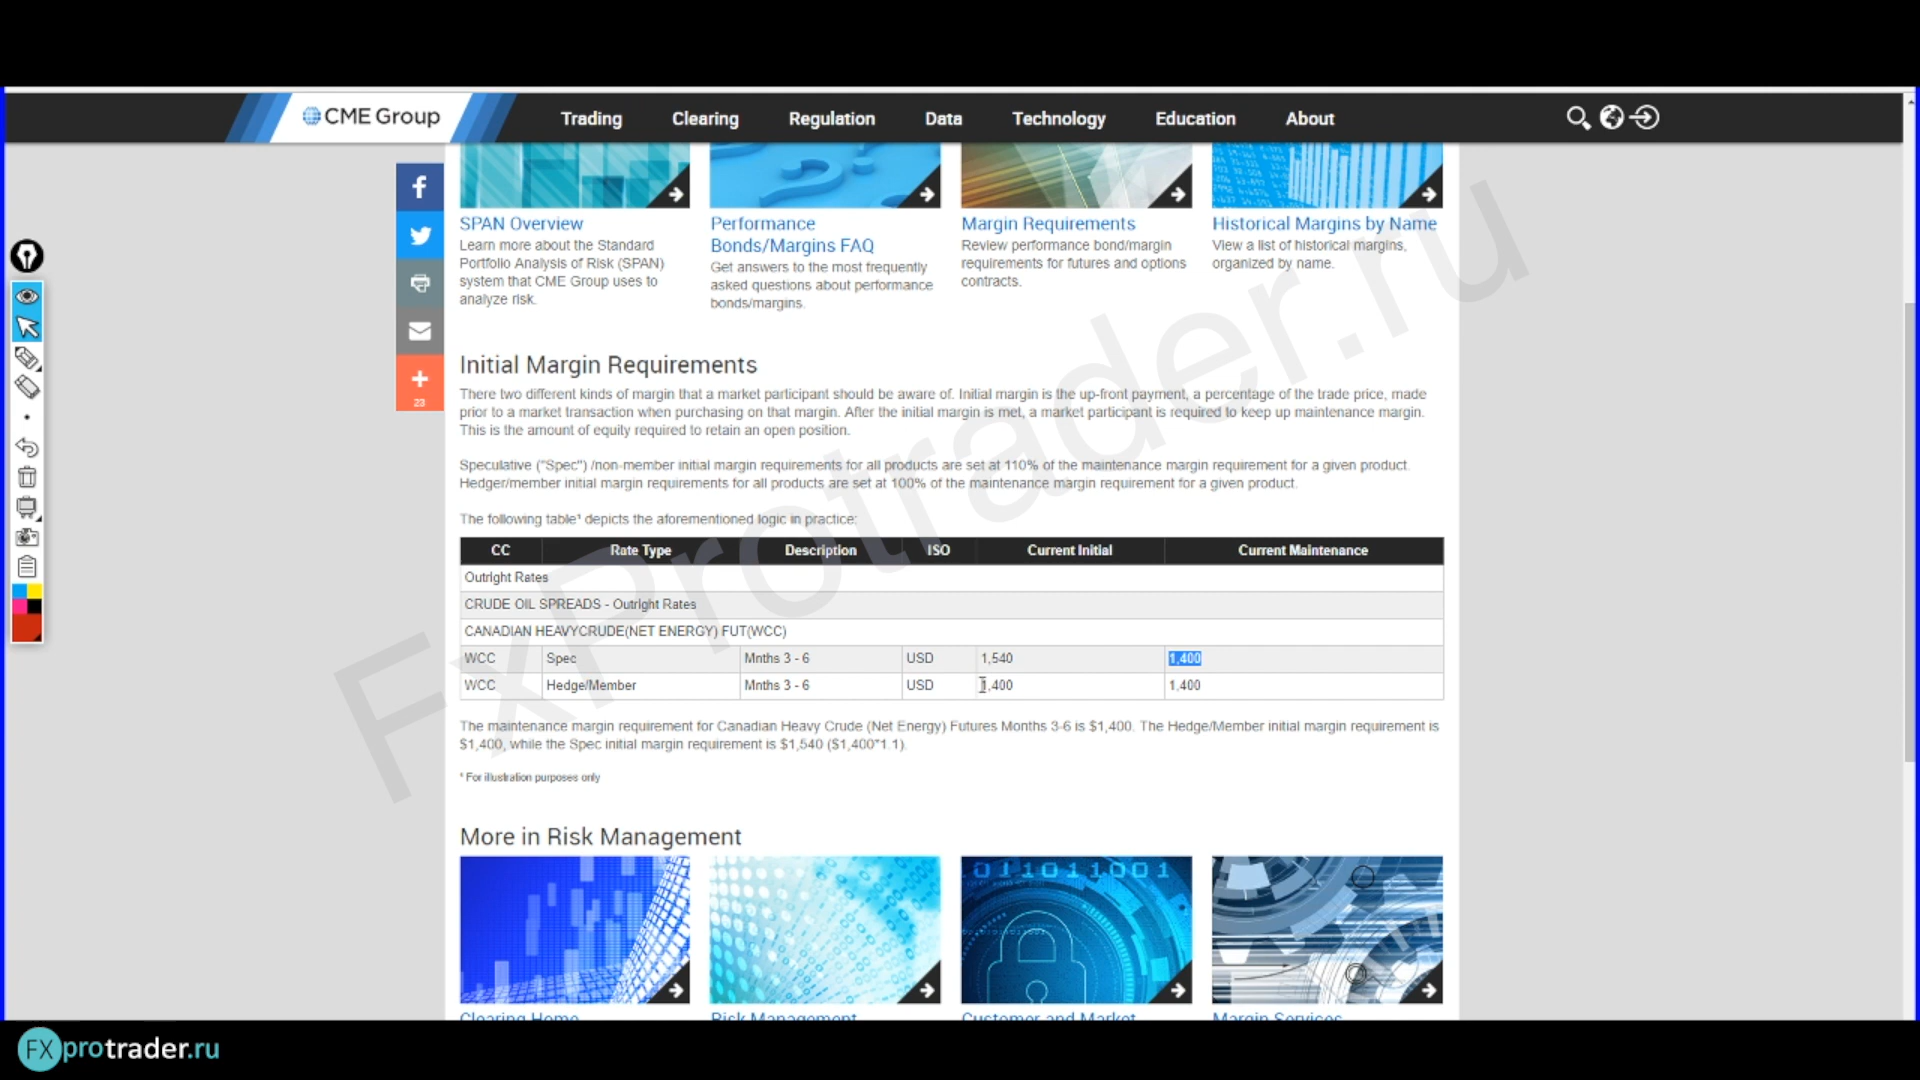 CME Group
Trading Clearing Regulation Data Technology Education About
SPAN Overview
Learn more about the Standard
Portfolio Analysis of Risk (SPAN)
system that CME Group uses to
analyze risk.
Performance
Bonds/Margins FAQ
Get answers to the most frequently
asked questions about performance
bonds/margins.
Margin Requirements
Review performance bond/margin
requirements for futures and options
contracts.
Historical Margins by Name
View a list of historical margins,
organized by name.
23
Initial Margin Requirements
There two different kinds of margin that a market participant should be aware of. Initial margin is the up-front payment, a percentage of the trade price, made
prior to a market transaction when purchasing on that margin. After the initial margin is met, a market participant is required to keep up maintenance margin.
This is the amount of equity required to retain an open position.
Speculative ("Spec") /non-member initial margin requirements for all products are set at 110% of the maintenance margin requirement for a given product.
Hedger/member initial margin requirements for all products are set at 100% of the maintenance margin requirement for a given product.
The following table¹ depicts the aforementioned logic in practice:
CC Rate Type Description ISO Current Initial Current Maintenance
Outright Rates
CRUDE OIL SPREADS - Outright Rates
CANADIAN HEAVYCRUDE(NET ENERGY) FUT(WCC)
WCC Spec Mnths 3 - 6 USD 1,540 1,400
WCC Hedge/Member Mnths 3 - 6 USD 1,400 1,400
The maintenance margin requirement for Canadian Heavy Crude (Net Energy) Futures Months 3-6 is $1,400. The Hedge/Member initial margin requirement is
$1,400, while the Spec initial margin requirement is $1,540 ($1,400*1.1).
¹ For illustration purposes only
More in Risk Management
011011001
Clearing Home
Risk Management
Customer and Market
Margin Services
FxProtrader.ru
FXprotrader.ru